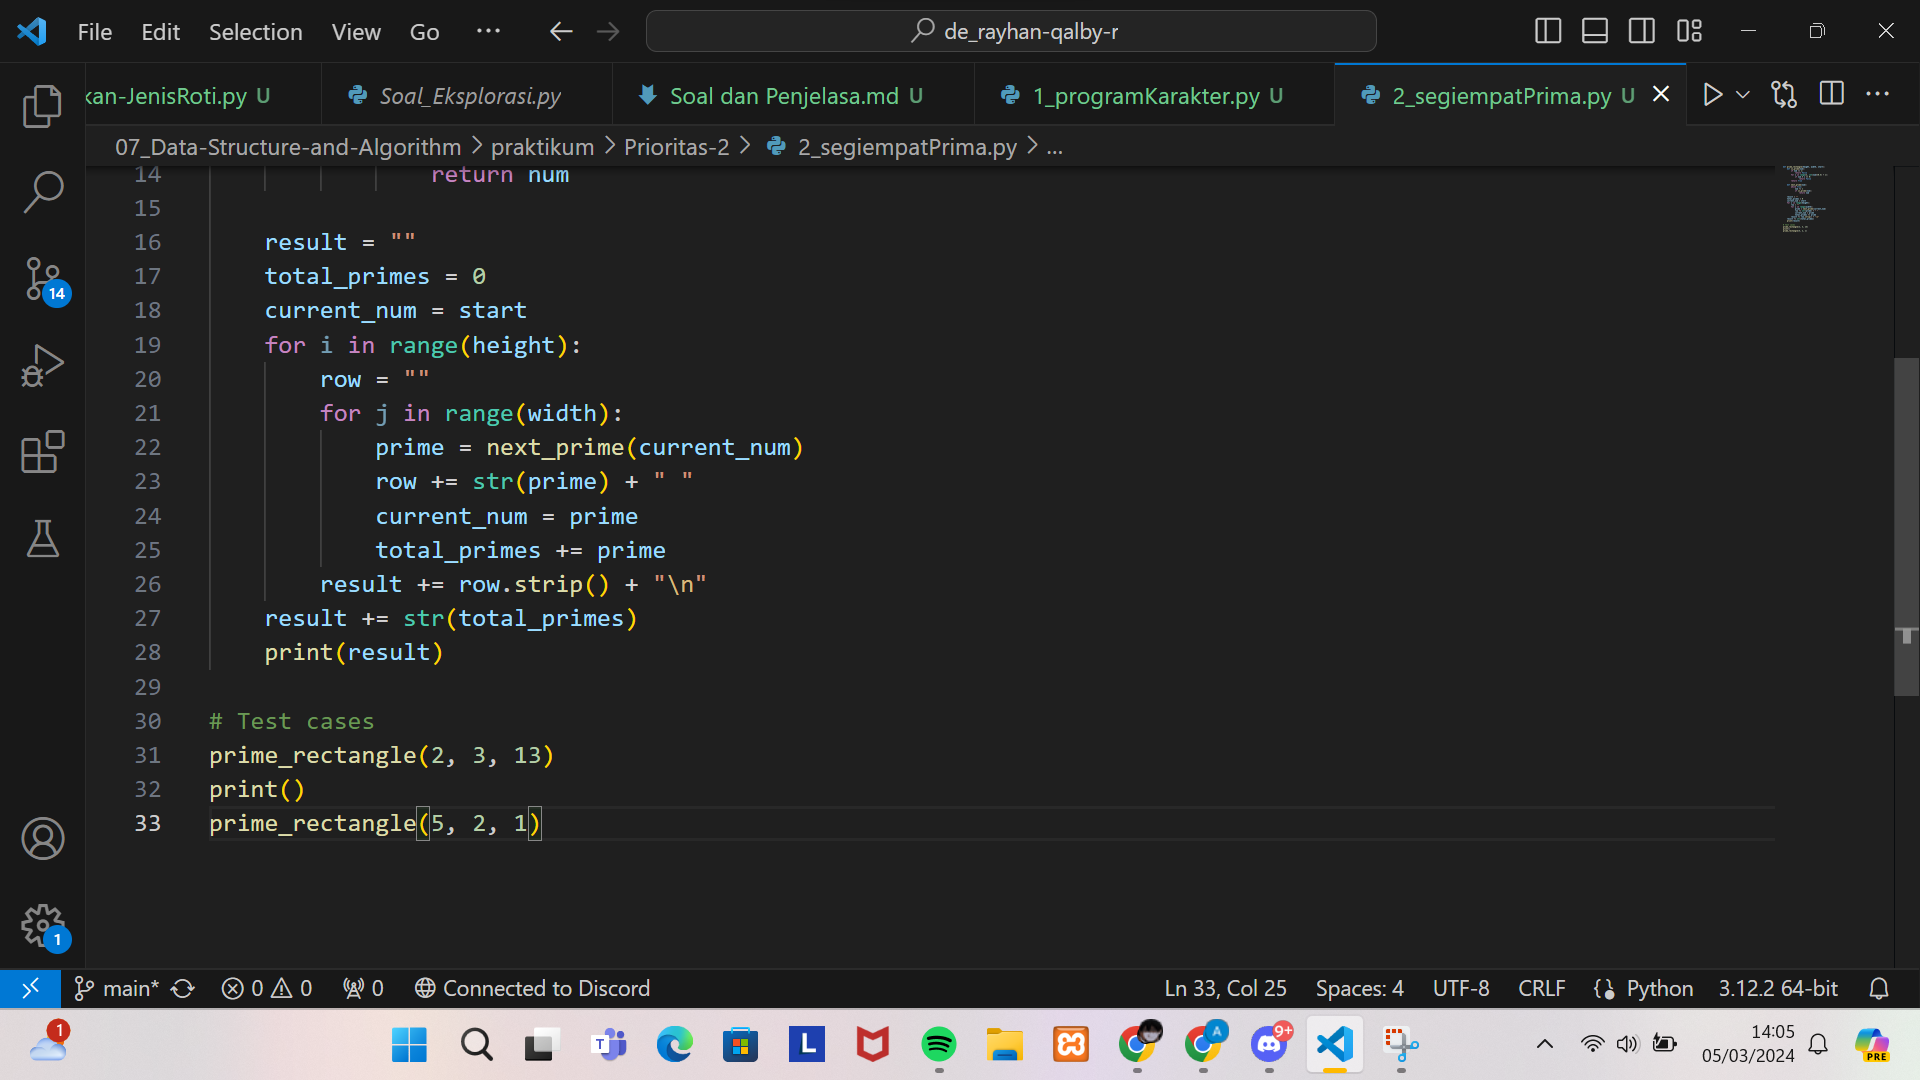 File Edit Selection View Go ··· de_rayhan-qalby-r
kan-JenisRoti.py U Soal_Eksplorasi.py Soal dan Penjelasa.md U 1_programKarakter.py U 2_segiempatPrima.py U
07_Data-Structure-and-Algorithm > praktikum > Prioritas-2 > 2_segiempatPrima.py > ...
14 return num
15
16 result = ""
17 total_primes = 0
18 current_num = start
19 for i in range(height):
20 row = ""
21 for j in range(width):
22 prime = next_prime(current_num)
23 row += str(prime) + " "
24 current_num = prime
25 total_primes += prime
26 result += row.strip() + "\n"
27 result += str(total_primes)
28 print(result)
29
30 # Test cases
31 prime_rectangle(2, 3, 13)
32 print()
33 prime_rectangle(5, 2, 1)
14
1
main* 0 0 0 Connected to Discord Ln 33, Col 25 Spaces: 4 UTF-8 CRLF Python 3.12.2 64-bit
1 T L A 9+ 14:05 PRE
05/03/2024